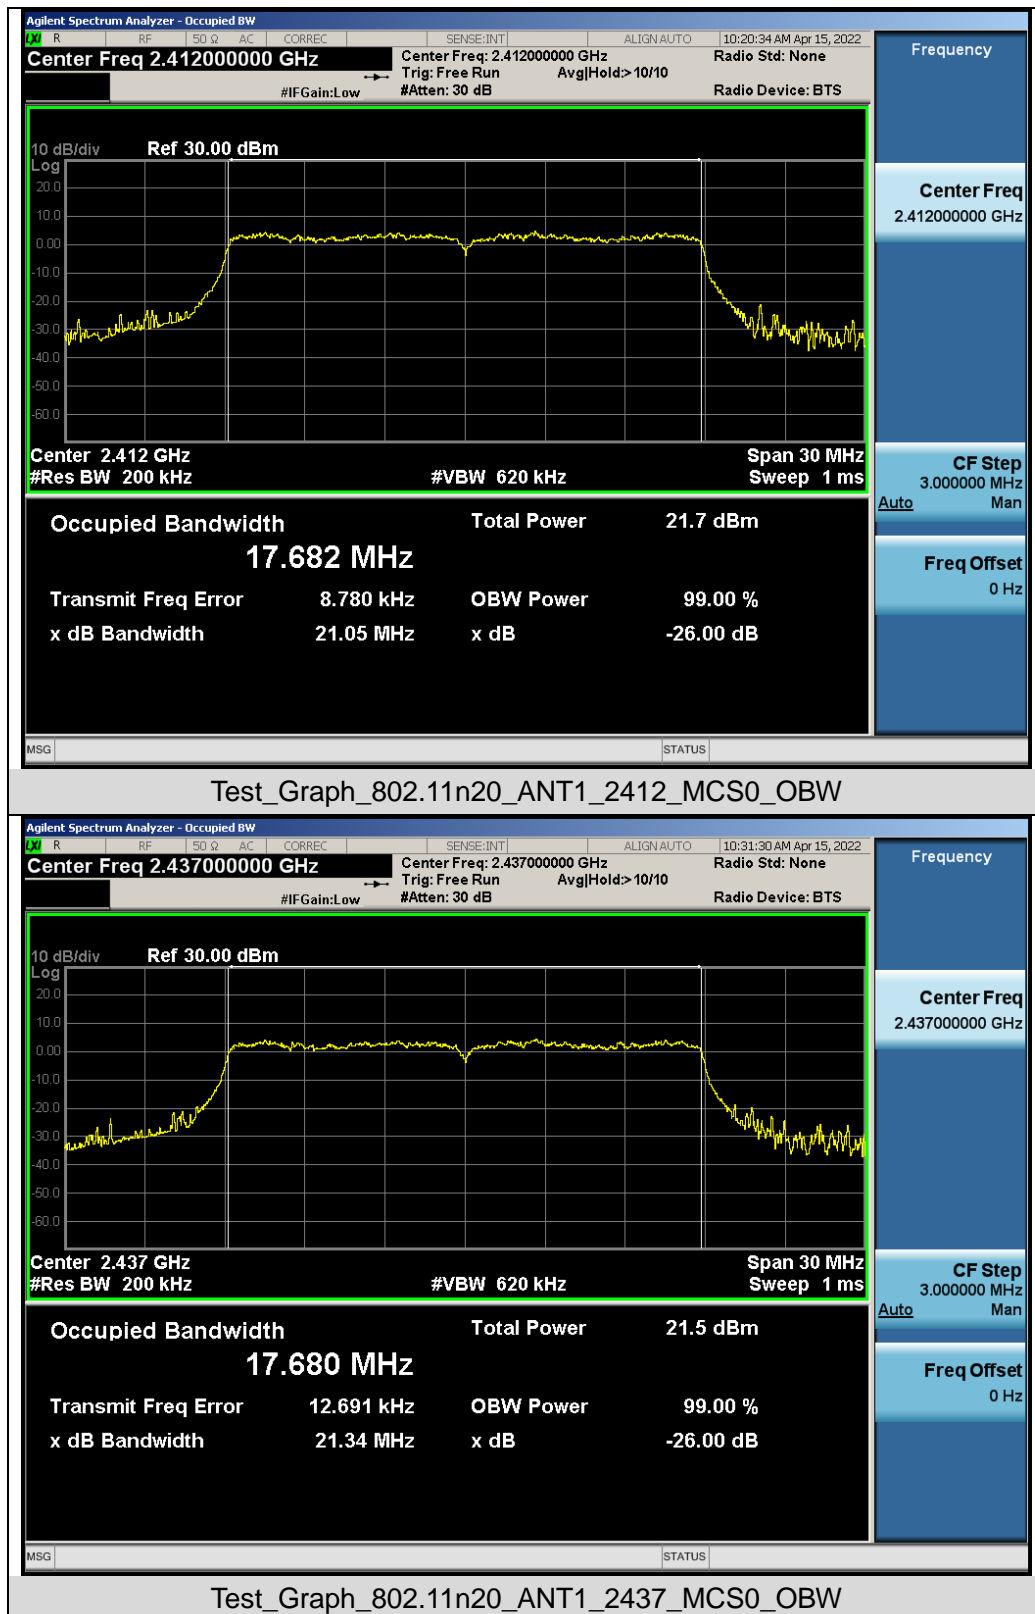 Agilent Spectrum Analyzer - Occupied BW
LXI R RF 50 Ω AC CORREC SENSE:INT ALIGN AUTO 10:20:34 AM Apr 15, 2022
Center Freq 2.412000000 GHz
Center Freq: 2.412000000 GHz Radio Std: None
Trig: Free Run Avg|Hold:>10/10
#IFGain:Low #Atten: 30 dB Radio Device: BTS
Frequency
10 dB/div Ref 30.00 dBm
Log
20.0
10.0
0.00
-10.0
-20.0
-30.0
-40.0
-50.0
-60.0
Center Freq
2.412000000 GHz
Center 2.412 GHz Span 30 MHz
#Res BW 200 kHz #VBW 620 kHz Sweep 1 ms
CF Step
3.000000 MHz
Auto Man
Occupied Bandwidth Total Power 21.7 dBm
17.682 MHz
Transmit Freq Error 8.780 kHz OBW Power 99.00 %
x dB Bandwidth 21.05 MHz x dB -26.00 dB
Freq Offset
0 Hz
MSG STATUS
Test_Graph_802.11n20_ANT1_2412_MCS0_OBW
Agilent Spectrum Analyzer - Occupied BW
LXI R RF 50 Ω AC CORREC SENSE:INT ALIGN AUTO 10:31:30 AM Apr 15, 2022
Center Freq 2.437000000 GHz
Center Freq: 2.437000000 GHz Radio Std: None
Trig: Free Run Avg|Hold:>10/10
#IFGain:Low #Atten: 30 dB Radio Device: BTS
Frequency
10 dB/div Ref 30.00 dBm
Log
20.0
10.0
0.00
-10.0
-20.0
-30.0
-40.0
-50.0
-60.0
Center Freq
2.437000000 GHz
Center 2.437 GHz Span 30 MHz
#Res BW 200 kHz #VBW 620 kHz Sweep 1 ms
CF Step
3.000000 MHz
Auto Man
Occupied Bandwidth Total Power 21.5 dBm
17.680 MHz
Transmit Freq Error 12.691 kHz OBW Power 99.00 %
x dB Bandwidth 21.34 MHz x dB -26.00 dB
Freq Offset
0 Hz
MSG STATUS
Test_Graph_802.11n20_ANT1_2437_MCS0_OBW